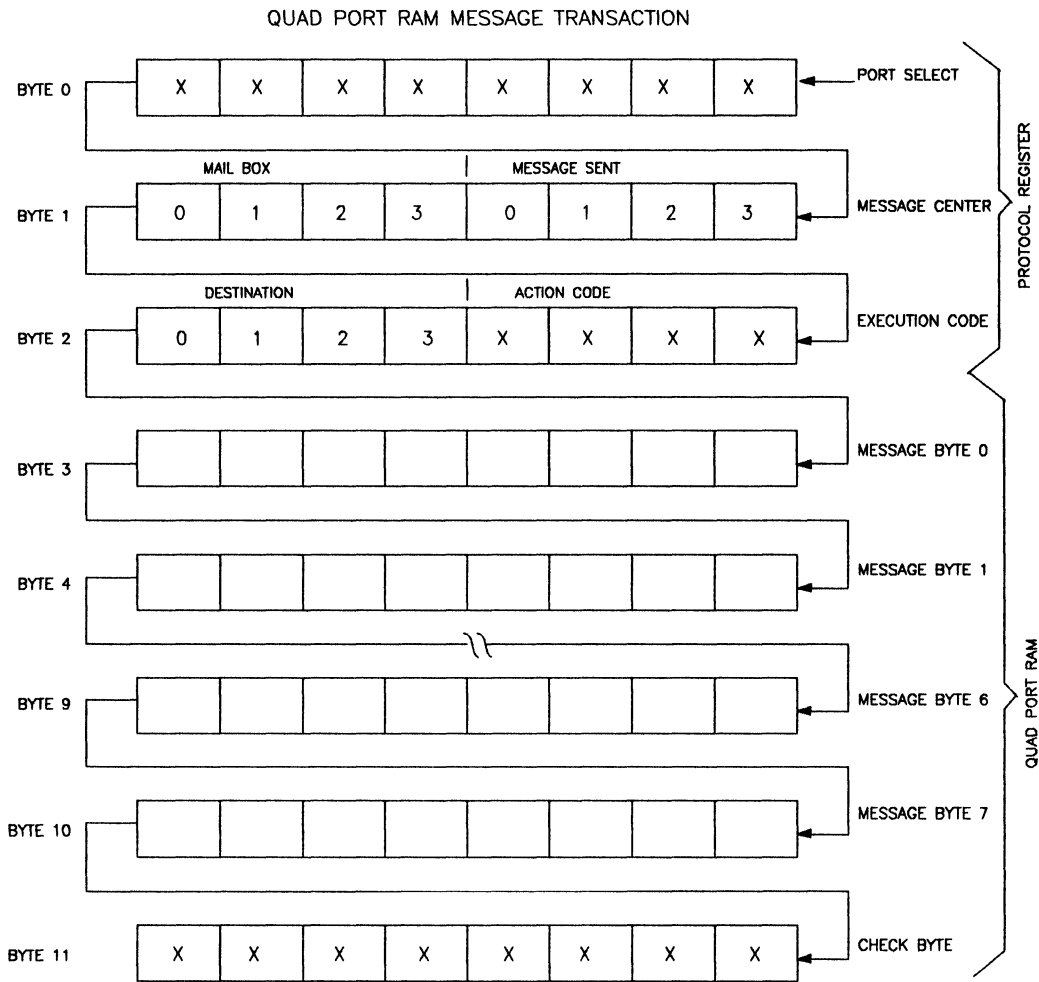 QUAD PORT RAM MESSAGE TRANSACTION
BYTE 0 X X X X X X X X PORT SELECT
MAIL BOX | MESSAGE SENT
BYTE 1 0 1 2 3 0 1 2 3 MESSAGE CENTER
DESTINATION | ACTION CODE
BYTE 2 0 1 2 3 X X X X EXECUTION CODE
PROTOCOL REGISTER
BYTE 3 MESSAGE BYTE 0
BYTE 4 MESSAGE BYTE 1
BYTE 9 MESSAGE BYTE 6
BYTE 10 MESSAGE BYTE 7
BYTE 11 X X X X X X X X CHECK BYTE
QUAD PORT RAM